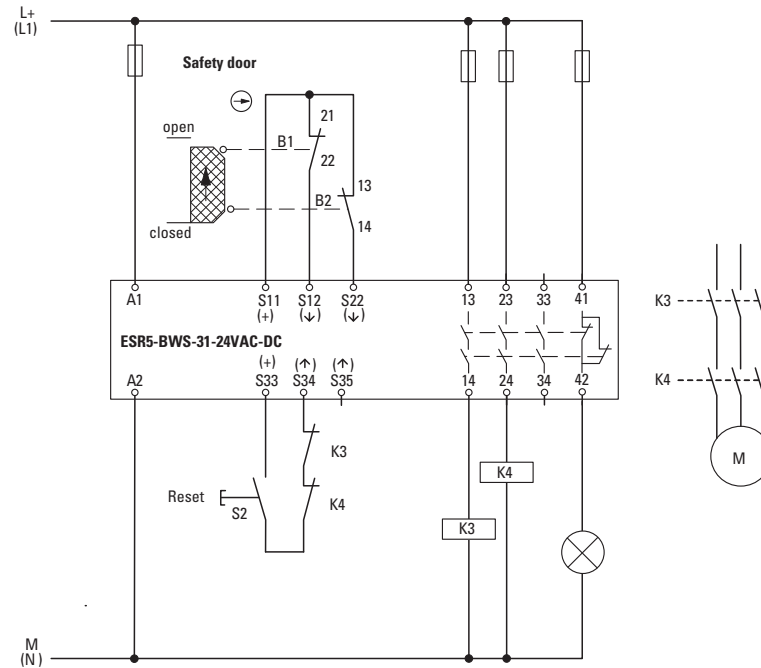 L+
(L1)
Safety door
open
closed
B1
21
22
B2
13
14
A1
S11
(+)
S12
(↓)
S22
(↓)
13
23
33
41
ESR5-BWS-31-24VAC-DC
A2
(+)
S33
(↑)
S34
(↑)
S35
14
24
34
42
K3
K4
M
K3
K4
Reset
S2
K4
K3
M
(N)